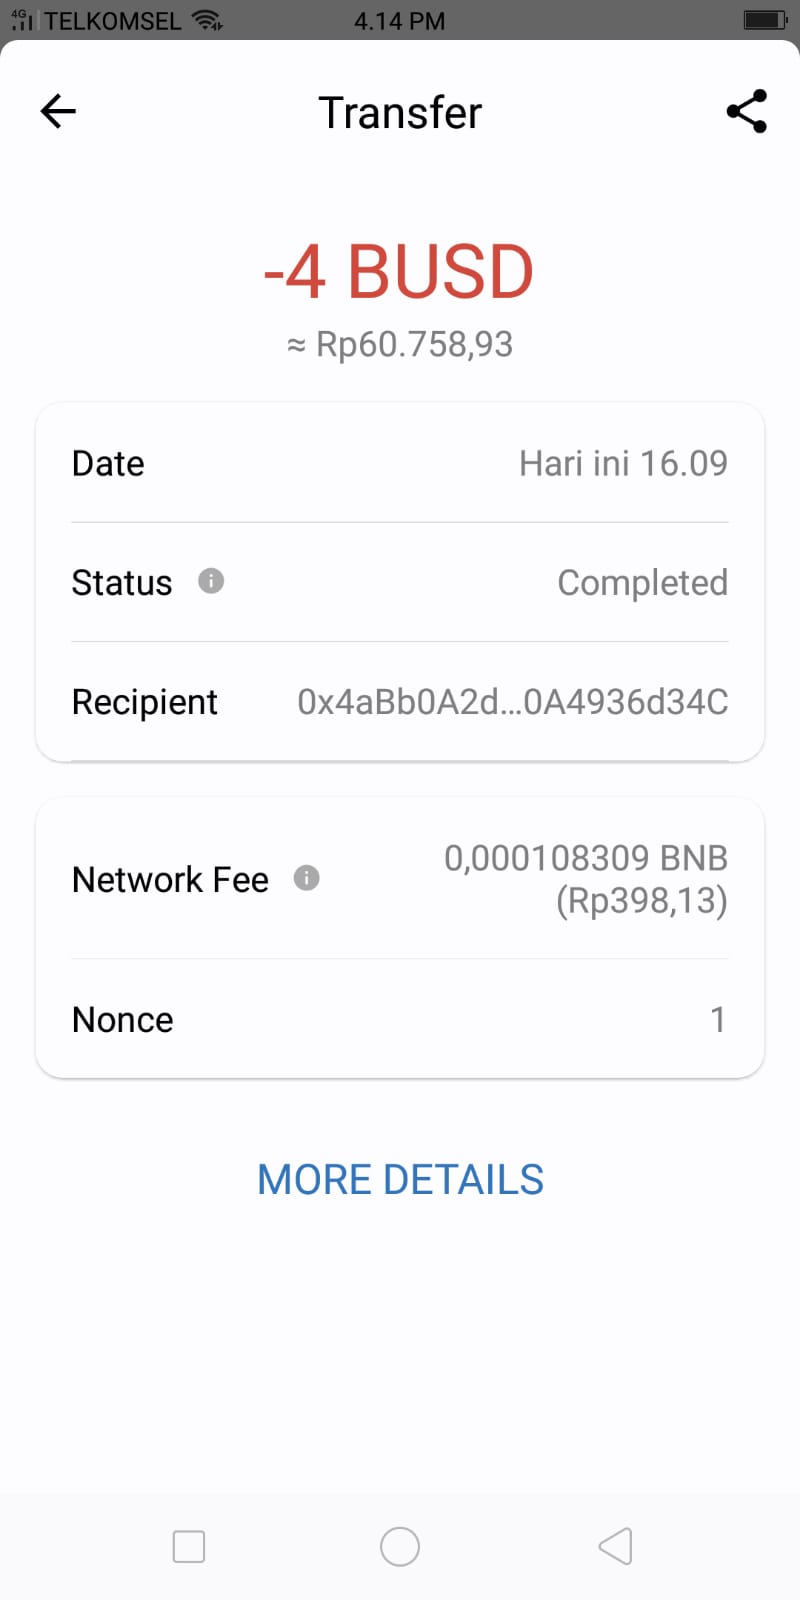 4G TELKOMSEL 4.14 PM
Transfer
-4 BUSD
≈ Rp60.758,93
Date Hari ini 16.09
Status Completed
Recipient 0x4aBb0A2d...0A4936d34C
Network Fee 0,000108309 BNB
(Rp398,13)
Nonce 1
MORE DETAILS